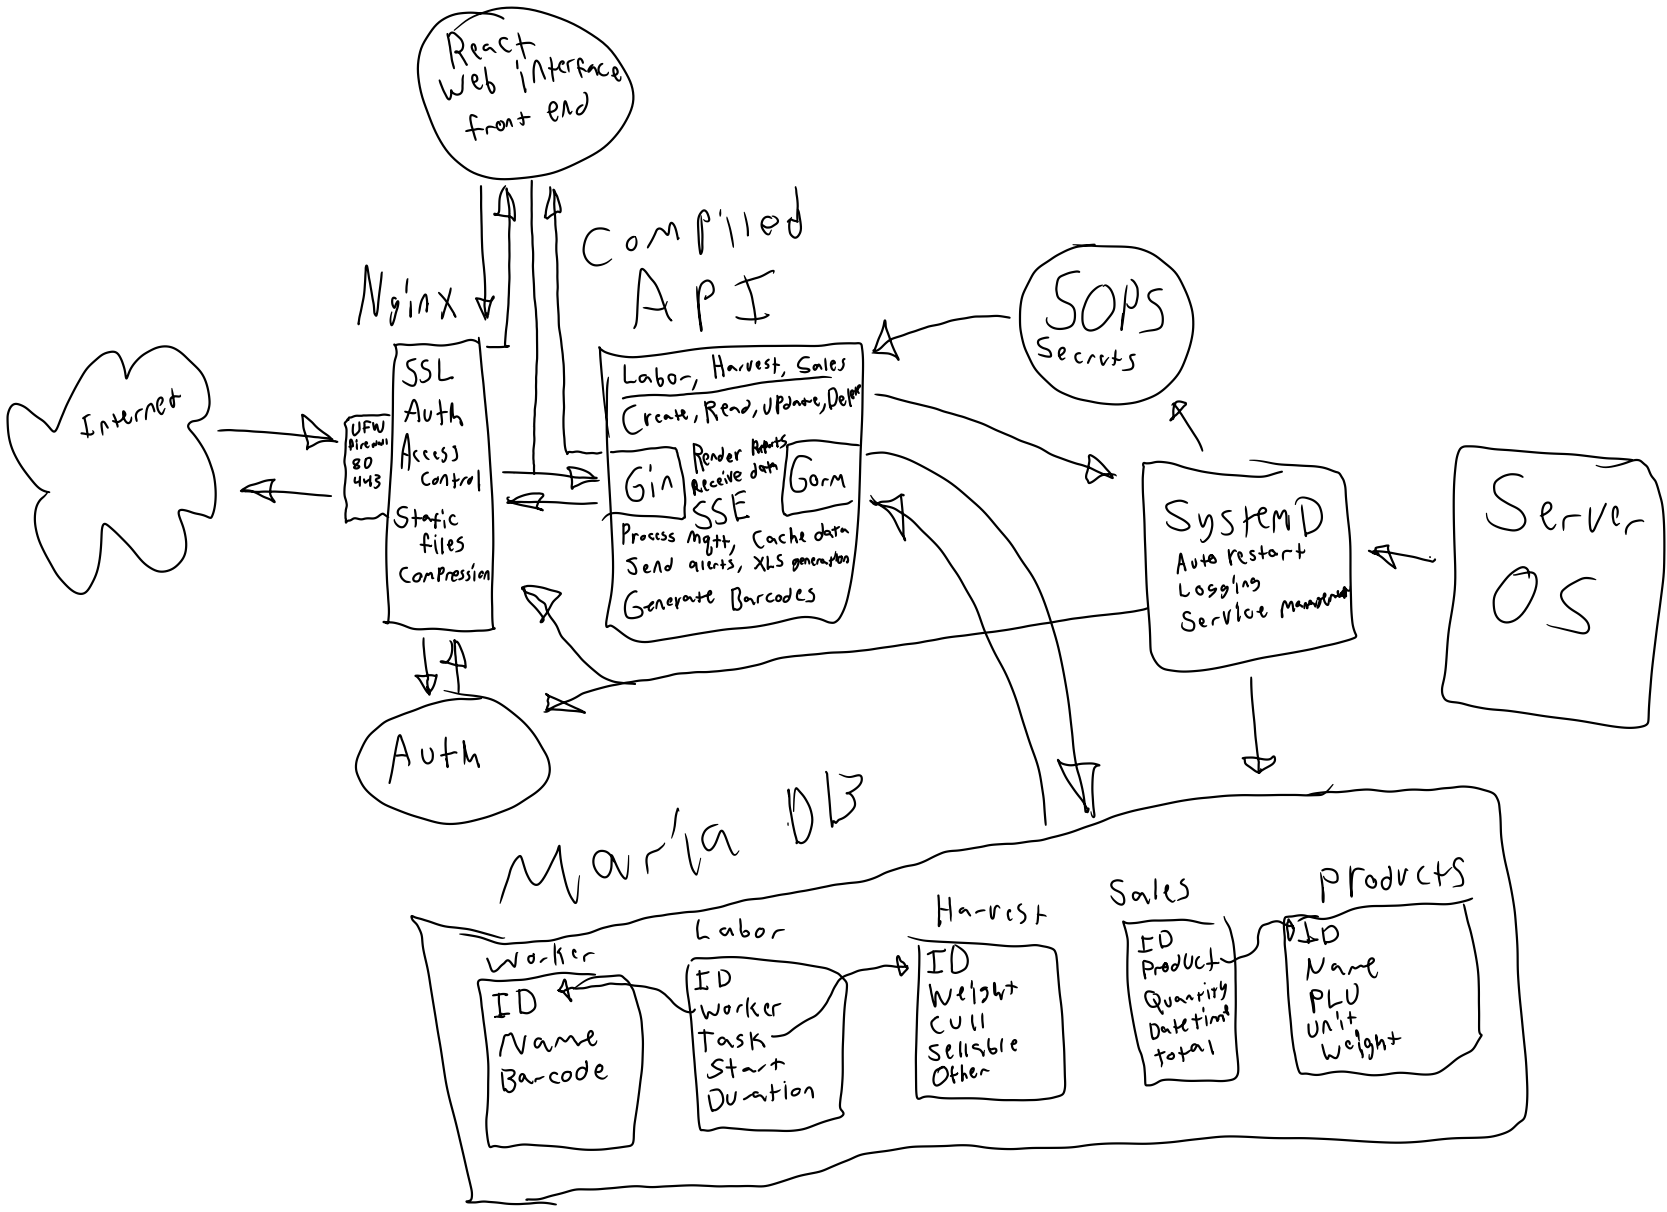 React
Web interface
front end
Compiled
API
Nginx
SOPS
Secrets
Internet
UFW
Firewall
80
443
SSL
Auth
Access
Control
Static
files
Compression
Labor, Harvest, Sales
Create, Read, Update, Delete
Gin
Render Reports
Receive data
SSE
Gorm
Process Mqtt, Cache data
Send alerts, XLS generation
Generate Barcodes
SystemD
Auto restart
Logging
Service Management
Server
OS
Auth
Maria DB
Worker
ID
Name
Barcode
Labor
ID
Worker
Task
Start
Duration
Harvest
ID
Weight
Cull
Sellable
Other
Sales
ID
Product
Quantity
Datetime
total
Products
ID
Name
PLU
Unit
Weight